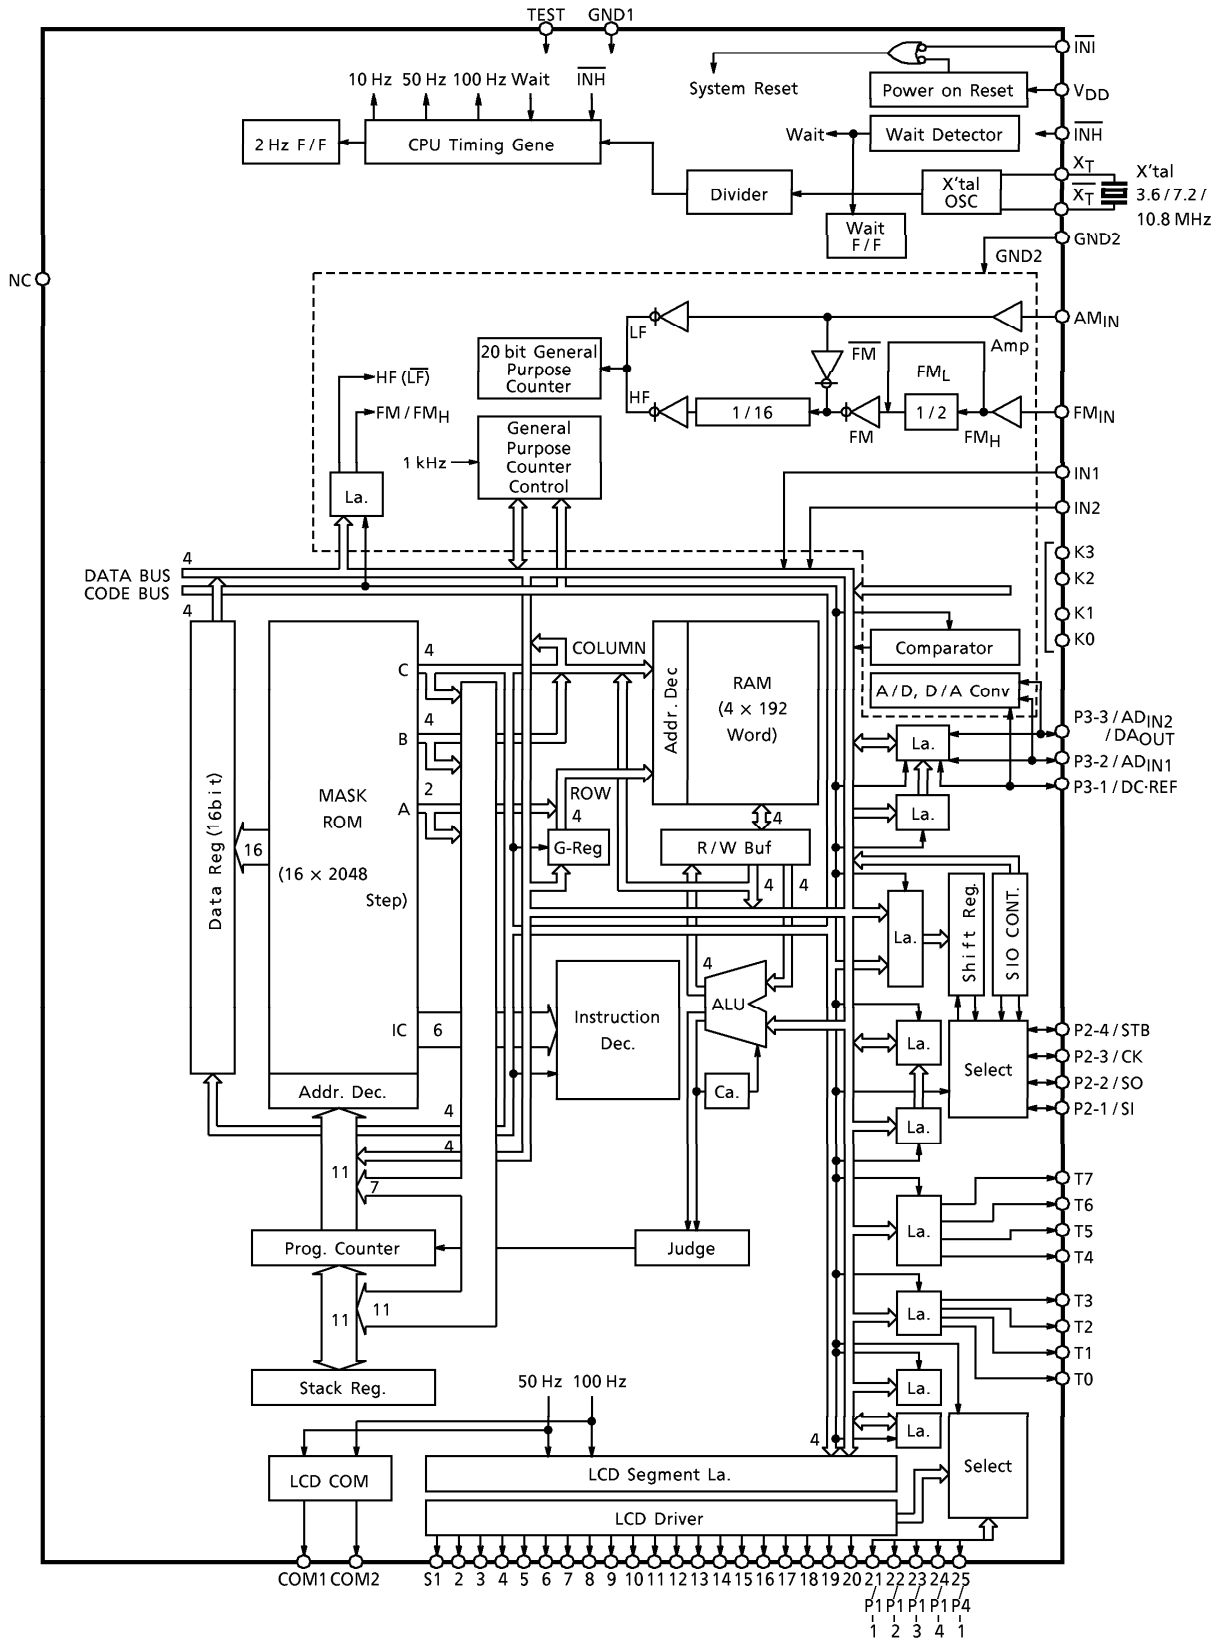 TEST GND1
INI
System Reset
Power on Reset
VDD
10 Hz 50 Hz 100 Hz Wait INH
Wait
Wait Detector
INH
2 Hz F/F
CPU Timing Gene
XT
X'tal
Divider
X'tal
OSC
XT
3.6/7.2/
10.8 MHz
Wait
F/F
GND2
GND2
NC
AMIN
LF
Amp
20 bit General
Purpose
Counter
FM
FML
HF (LF)
FM/FMH
HF
1/16
1/2
FM
FMH
FMIN
General
Purpose
Counter
Control
1 kHz
La.
IN1
IN2
K3
K2
K1
K0
4
DATA BUS
CODE BUS
4
COLUMN
Comparator
C
4
Addr. Dec
RAM
(4 × 192
Word)
A/D, D/A Conv
P3-3/ADIN2
/DAOUT
B
4
La.
P3-2/ADIN1
P3-1/DC·REF
A
2
ROW
4
La.
Data Reg (16bit)
MASK
ROM
(16 × 2048
Step)
16
G-Reg
4
R/W Buf
4
4
La.
Shift Reg.
SIO CONT.
IC
6
Instruction
Dec.
4
ALU
Ca.
La.
La.
Select
P2-4/STB
P2-3/CK
P2-2/SO
P2-1/SI
Addr. Dec.
4
4
11
7
La.
T7
T6
T5
T4
Prog. Counter
Judge
11
11
La.
T3
T2
T1
T0
Stack Reg.
La.
La.
50 Hz 100 Hz
4
LCD COM
LCD Segment La.
Select
LCD Driver
COM1 COM2
S1 2 3 4 5 6 7 8 9 10 11 12 13 14 15 16 17 18 19 20 21 22 23 24 25
/P1-1 /P1-2 /P1-3 /P1-4 /P4-1